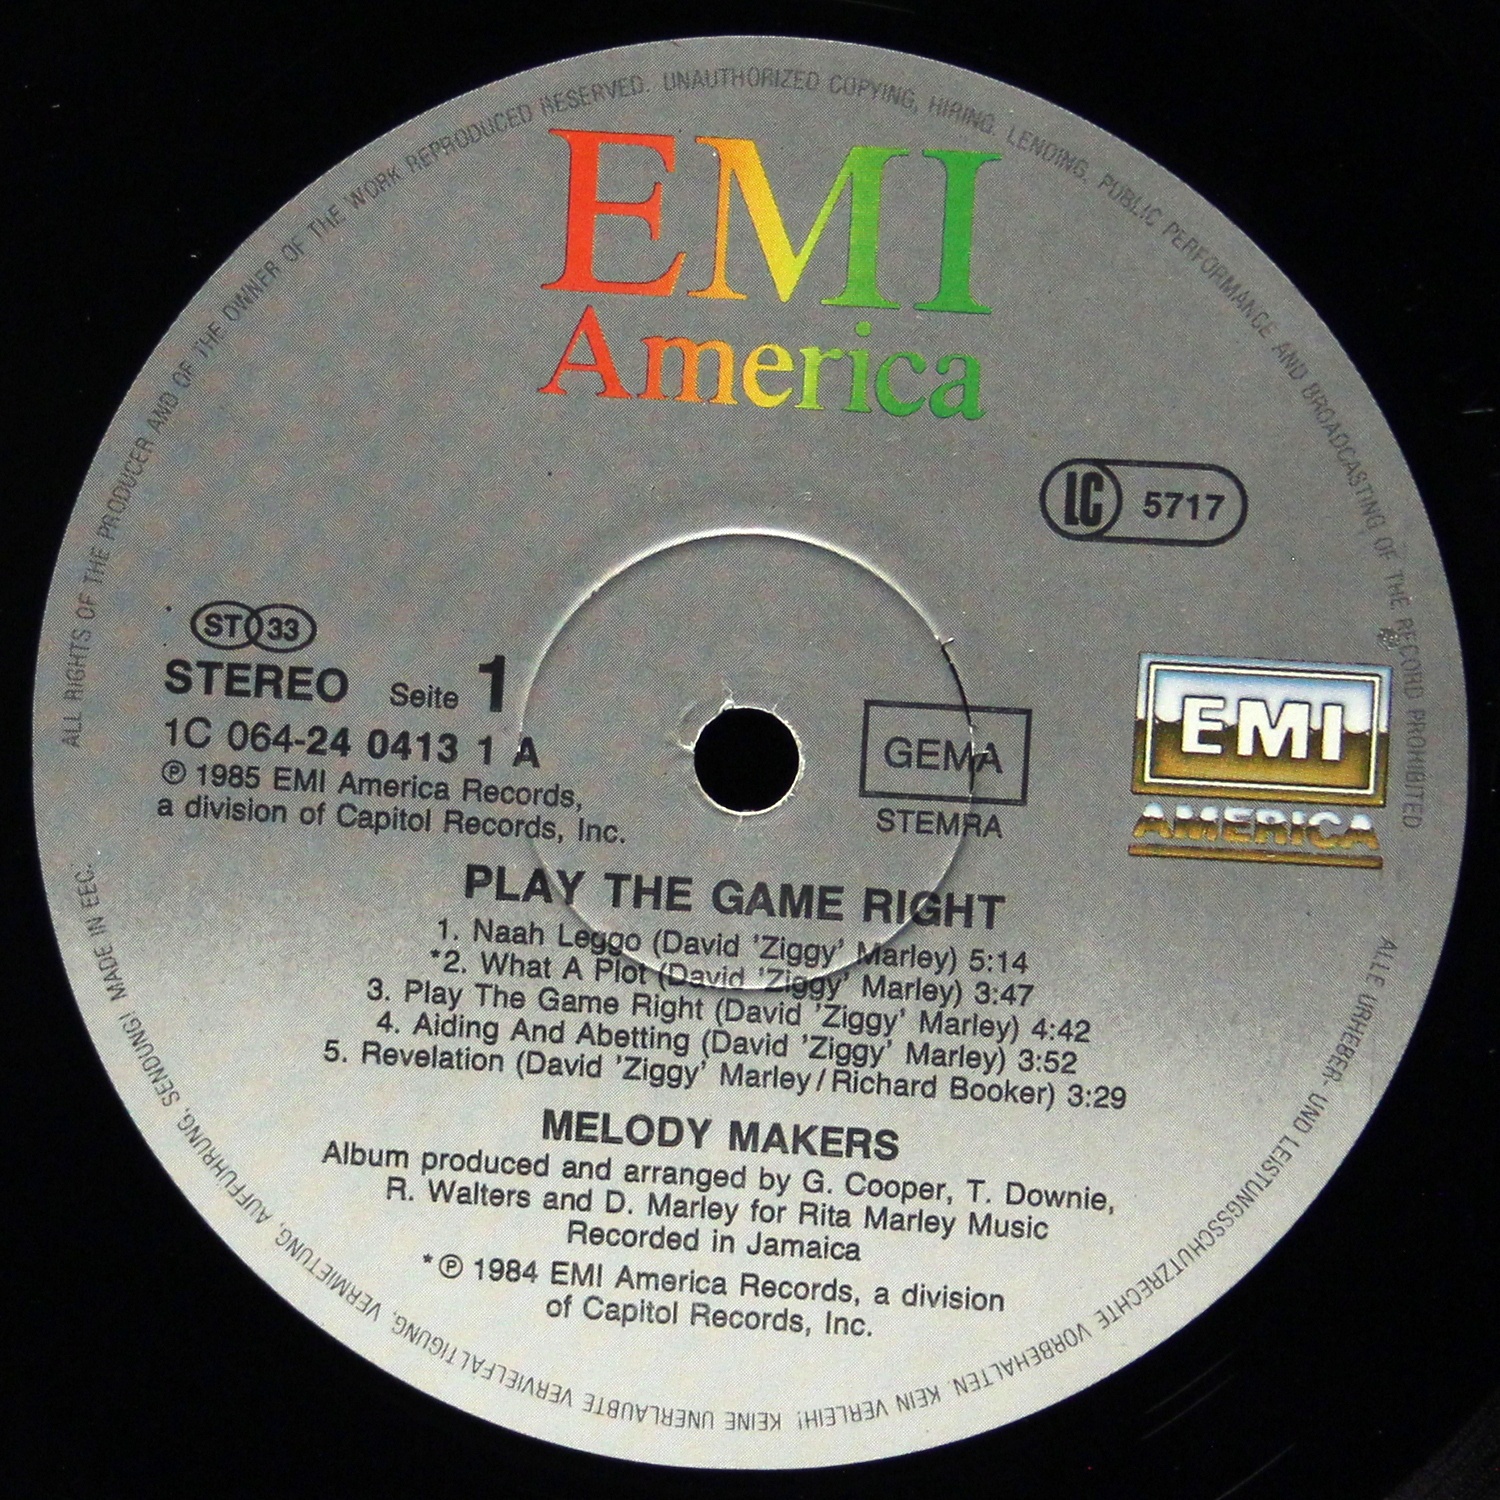 ALL RIGHTS OF THE PRODUCER AND OF THE OWNER OF THE WORK REPRODUCED RESERVED. UNAUTHORIZED COPYING, HIRING, LENDING, PUBLIC PERFORMANCE AND BROADCASTING OF THE RECORD PROHIBITED
EMI
America
LC 5717
ST 33
STEREO Seite 1
1C 064-24 0413 1 A
℗ 1985 EMI America Records,
a division of Capitol Records, Inc.
GEMA
STEMRA
EMI
AMERICA
PLAY THE GAME RIGHT
1. Naah Leggo (David 'Ziggy' Marley) 5:14
*2. What A Plot (David 'Ziggy' Marley) 3:47
3. Play The Game Right (David 'Ziggy' Marley) 4:42
4. Aiding And Abetting (David 'Ziggy' Marley) 3:52
5. Revelation (David 'Ziggy' Marley/Richard Booker) 3:29
MELODY MAKERS
Album produced and arranged by G. Cooper, T. Downie,
R. Walters and D. Marley for Rita Marley Music
Recorded in Jamaica
*℗ 1984 EMI America Records, a division
of Capitol Records, Inc.
ALLE URHEBER- UND LEISTUNGSSCHUTZRECHTE VORBEHALTEN. KEIN VERLEIH! KEINE UNERLAUBTE VERVIELFÄLTIGUNG, VERMIETUNG, AUFFÜHRUNG, SENDUNG! MADE IN EEC.